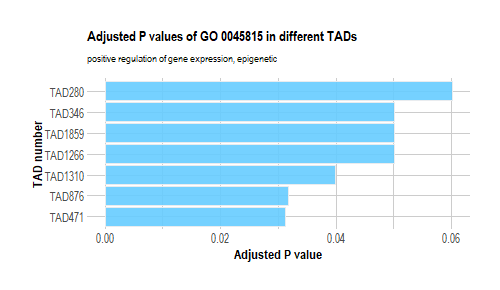 Adjusted P values of GO 0045815 in different TADs
positive regulation of gene expression, epigenetic
TAD number
TAD280
TAD346
TAD1859
TAD1266
TAD1310
TAD876
TAD471
0.00 0.02 0.04 0.06
Adjusted P value